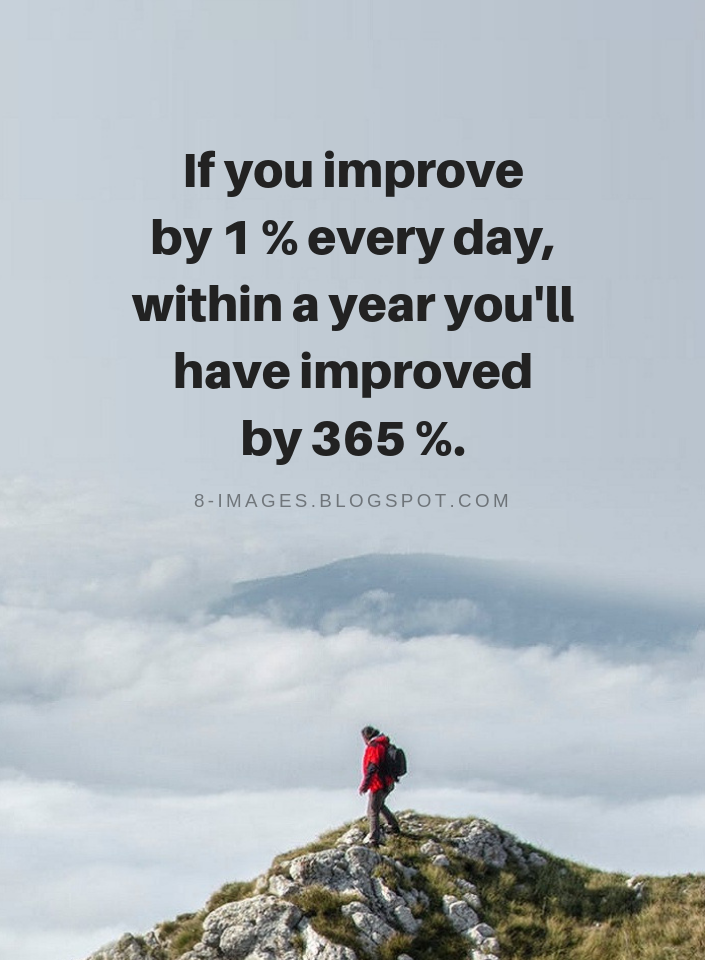 If you improve
by 1 % every day,
within a year you'll
have improved
by 365 %.
8-IMAGES.BLOGSPOT.COM